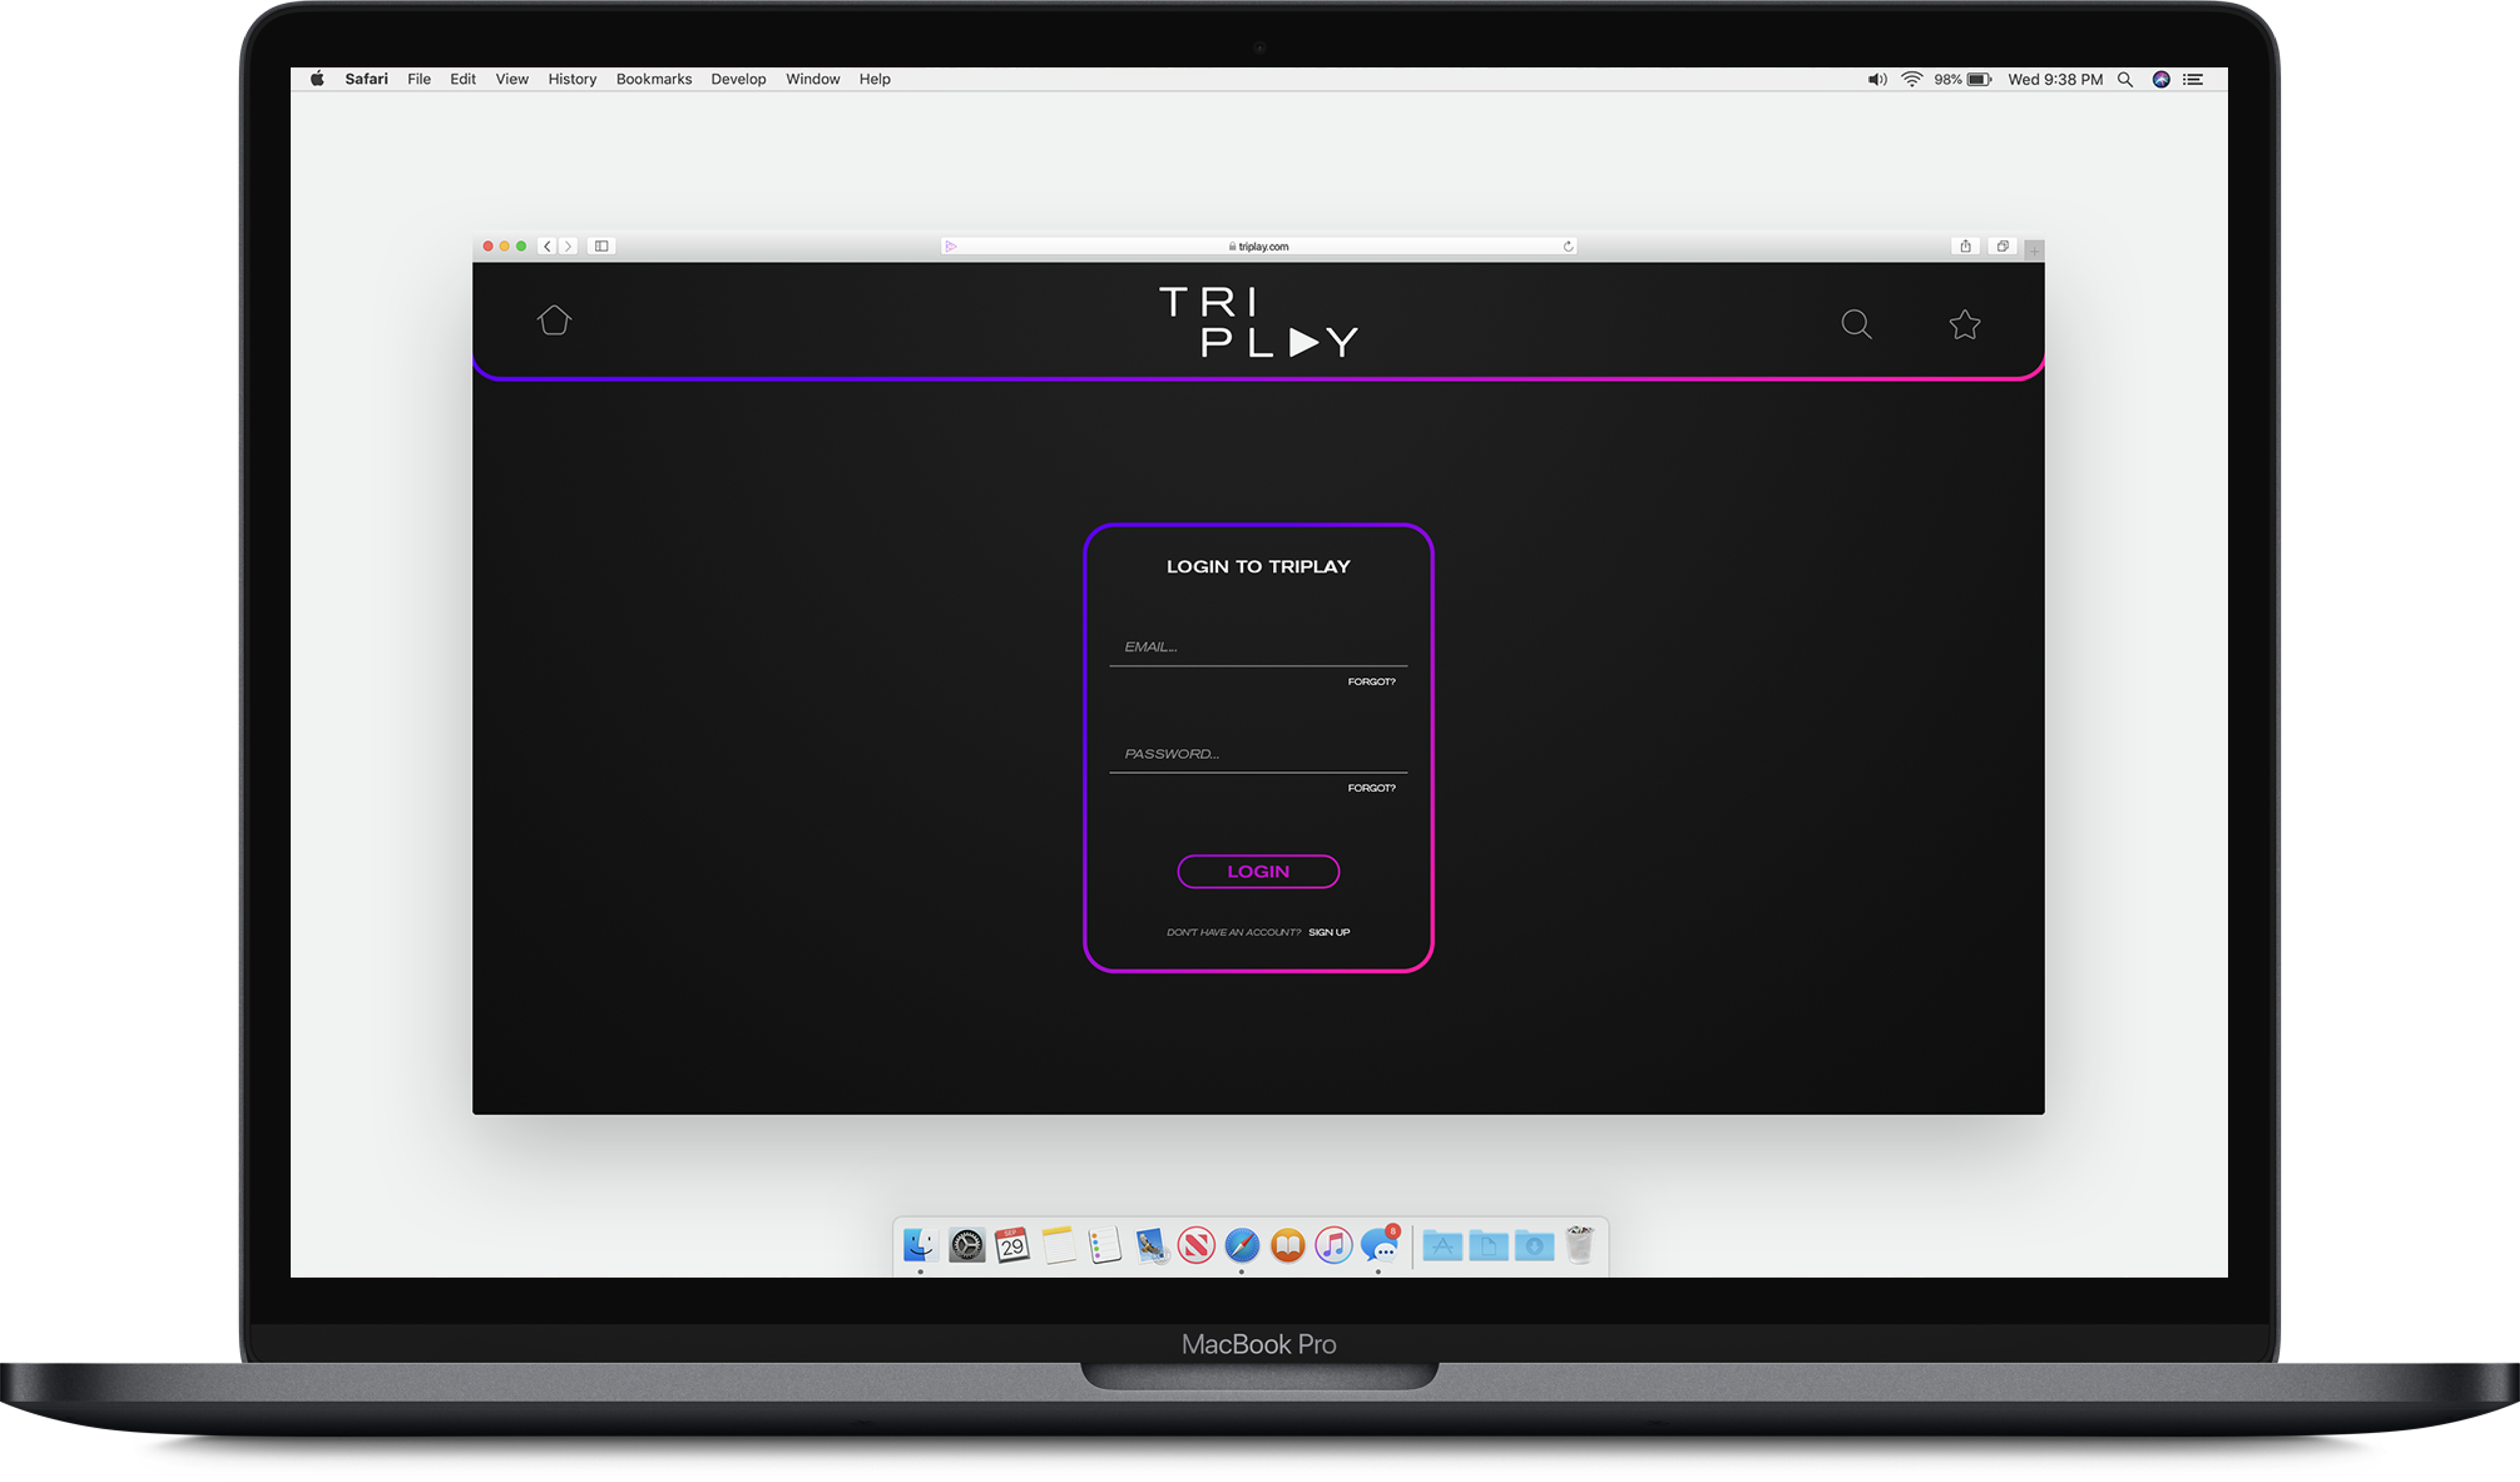 Safari File Edit View History Bookmarks Develop Window Help 98% Wed 9:38 PM
triplay.com
TRI
PL▶Y
LOGIN TO TRIPLAY
EMAIL...
FORGOT?
PASSWORD...
FORGOT?
LOGIN
DON'T HAVE AN ACCOUNT? SIGN UP
SEP
29
8
MacBook Pro